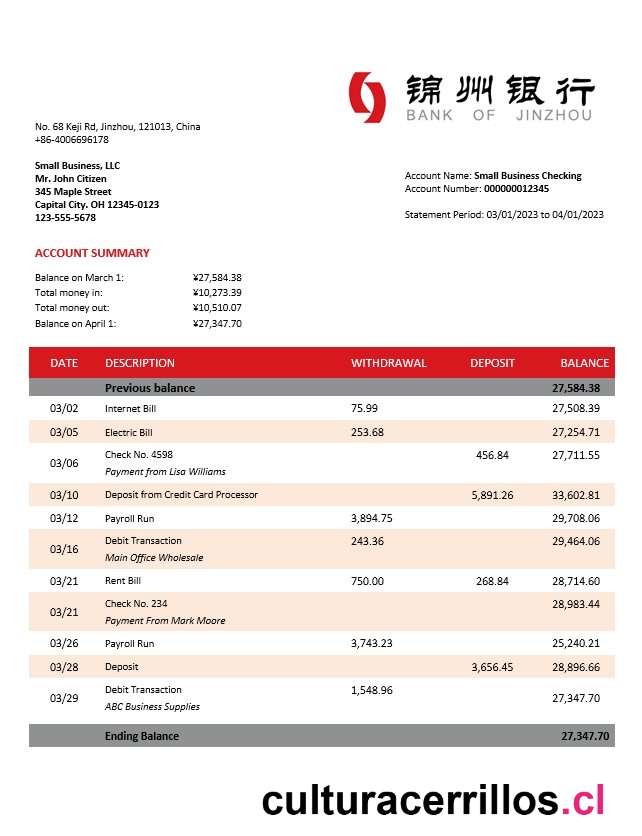 锦州银行
BANK OF JINZHOU
No. 68 Keji Rd, Jinzhou, 121013, China
+86-4006696178
Small Business, LLC
Mr. John Citizen
345 Maple Street
Capital City. OH 12345-0123
123-555-5678
Account Name: Small Business Checking
Account Number: 000000012345
Statement Period: 03/01/2023 to 04/01/2023
ACCOUNT SUMMARY
Balance on March 1: ¥27,584.38
Total money in: ¥10,273.39
Total money out: ¥10,510.07
Balance on April 1: ¥27,347.70
DATE DESCRIPTION WITHDRAWAL DEPOSIT BALANCE
Previous balance 27,584.38
03/02 Internet Bill 75.99 27,508.39
03/05 Electric Bill 253.68 27,254.71
03/06 Check No. 4598 456.84 27,711.55
Payment from Lisa Williams
03/10 Deposit from Credit Card Processor 5,891.26 33,602.81
03/12 Payroll Run 3,894.75 29,708.06
03/16 Debit Transaction 243.36 29,464.06
Main Office Wholesale
03/21 Rent Bill 750.00 268.84 28,714.60
03/21 Check No. 234 28,983.44
Payment From Mark Moore
03/26 Payroll Run 3,743.23 25,240.21
03/28 Deposit 3,656.45 28,896.66
03/29 Debit Transaction 1,548.96 27,347.70
ABC Business Supplies
Ending Balance 27,347.70
culturacerrillos.cl